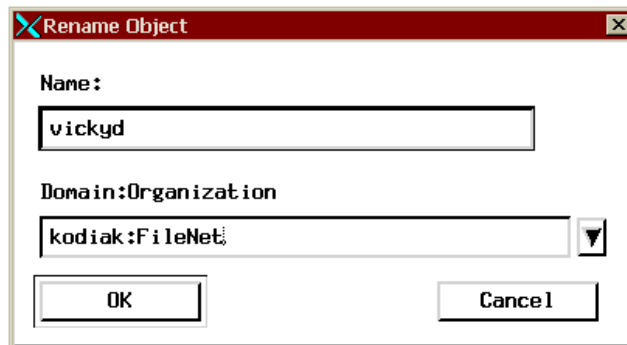 Rename Object
Name:
vickyd
Domain:Organization
kodiak:FileNet
OK Cancel